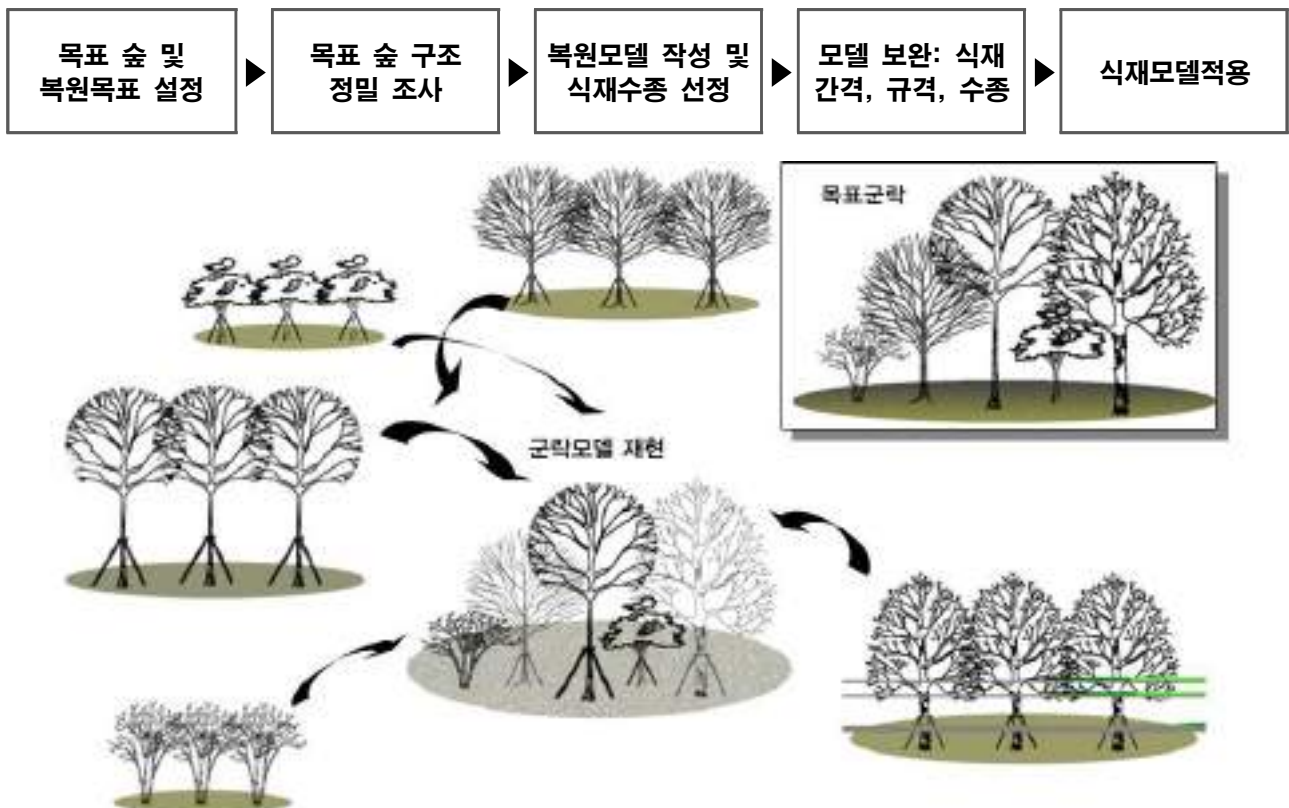 목표 숲 및
복원목표 설정
목표 숲 구조
정밀 조사
복원모델 작성 및
식재수종 선정
모델 보완: 식재
간격, 규격, 수종
식재모델적용
목표군락
군락모델 재현